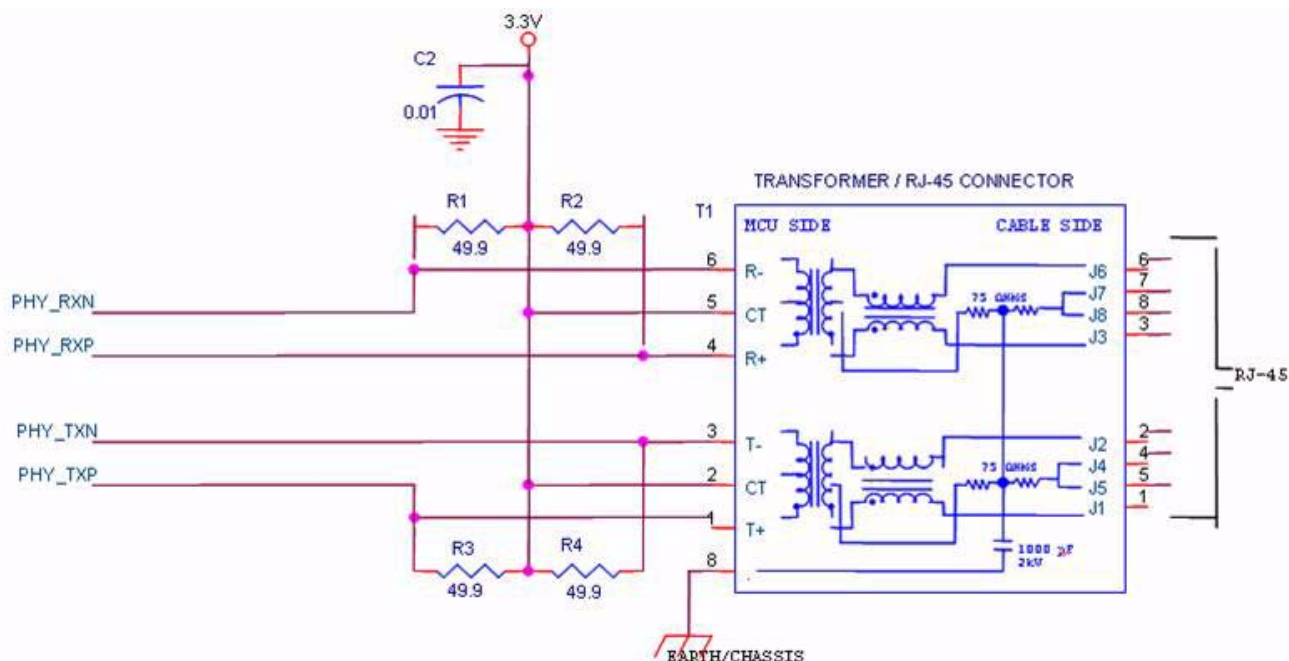 3.3V
C2
0.01
TRANSFORMER / RJ-45 CONNECTOR
R1
R2
T1
49.9
49.9
MCU SIDE
CABLE SIDE
6
R-
J6
6
PHY_RXN
5
CT
75 OHMS
J7
7
J8
8
PHY_RXP
4
R+
J3
3
RJ-45
PHY_TXN
3
T-
J2
2
PHY_TXP
2
CT
75 OHMS
J4
4
J5
5
1
T+
J1
1
R3
R4
49.9
49.9
8
1000 pF
2kV
EARTH/CHASSIS